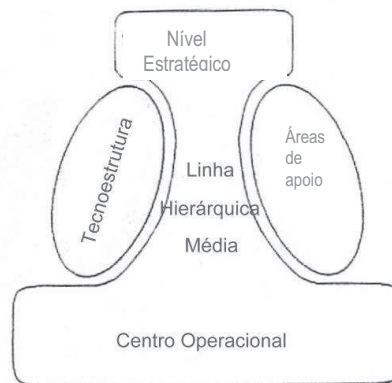 Nível
Estratégico
Tecnoestrutura
Linha
Hierárquica
Média
Áreas
de
apoio
Centro Operacional